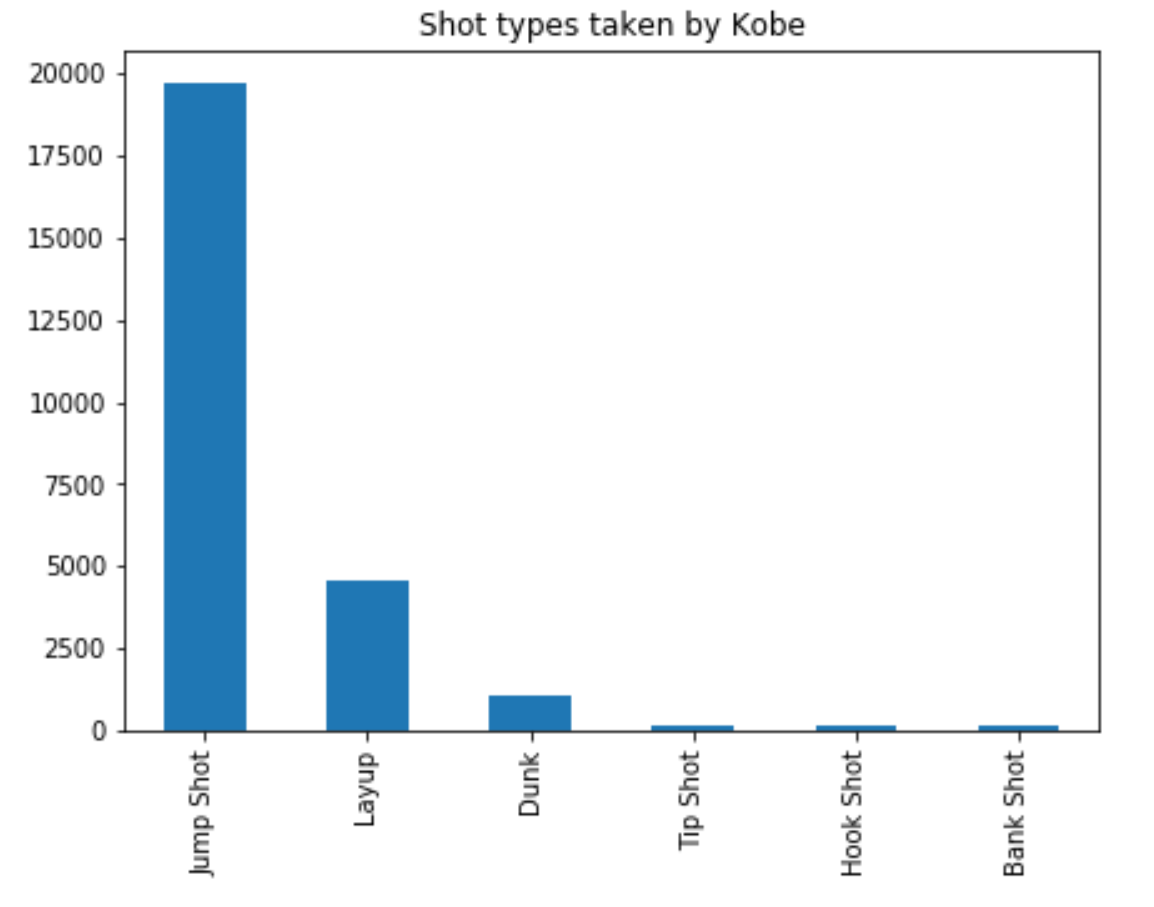 Shot types taken by Kobe
20000
17500
15000
12500
10000
7500
5000
2500
0
Jump Shot
Layup
Dunk
Tip Shot
Hook Shot
Bank Shot